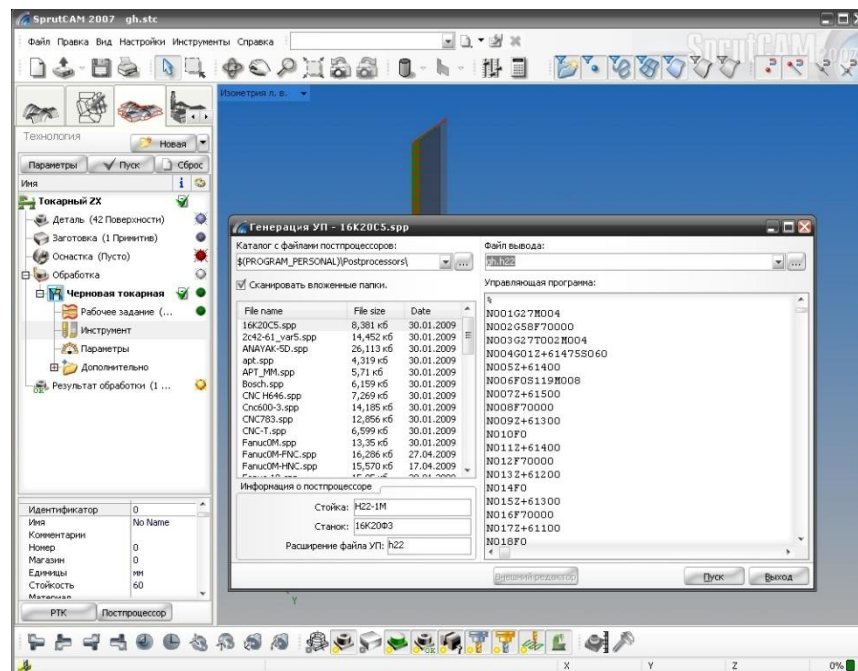 SprutCAM 2007 gh.stc
Файл Правка Вид Настройки Инструменты Справка
SprutCAM 2007
Изометрия л. в.
Технология
Новая
Параметры Пуск Сброс
Имя
Токарный ZX
Деталь (42 Поверхности)
Заготовка (1 Примитив)
Оснастка (Пусто)
Обработка
Черновая токарная
Рабочее задание (...
Инструмент
Параметры
Дополнительно
Результат обработки (1 ...
Идентификатор 0
Имя No Name
Комментарии
Номер 0
Магазин 0
Единицы мм
Стойкость 60
Материал
РТК Постпроцессор
Генерация УП - 16K20C5.spp
Каталог с файлами постпроцессоров:
$(PROGRAM_PERSONAL)\Postprocessors\
Сканировать вложенные папки.
File name File size Date
16K20C5.spp 8,381 кб 30.01.2009
2c42-61_var5.spp 14,452 кб 30.01.2009
ANAYAK-5D.spp 26,113 кб 30.01.2009
apt.spp 4,319 кб 30.01.2009
APT_MM.spp 5,71 кб 30.01.2009
Bosch.spp 6,159 кб 30.01.2009
CNC H646.spp 7,269 кб 30.01.2009
Cnc600-3.spp 14,185 кб 30.01.2009
CNC783.spp 12,856 кб 30.01.2009
CNC-T.spp 6,599 кб 30.01.2009
Fanuc0M.spp 13,35 кб 30.01.2009
Fanuc0M-FNC.spp 16,286 кб 27.04.2009
Fanuc0M-HNC.spp 15,570 кб 17.04.2009
Информация о постпроцессоре
Стойка: H22-1M
Станок: 16К20Ф3
Расширение файла УП: h22
Файл вывода:
gh.h22
Управляющая программа:
%
N001G27M004
N002G58F70000
N003G27T002M004
N004G01Z+61475S060
N005Z+61400
N006F0S119M008
N007Z+61500
N008F70000
N009Z+61300
N010F0
N011Z+61400
N012F70000
N013Z+61200
N014F0
N015Z+61300
N016F70000
N017Z+61100
N018F0
Внешний редактор Пуск Выход
Y
X Y Z 0%